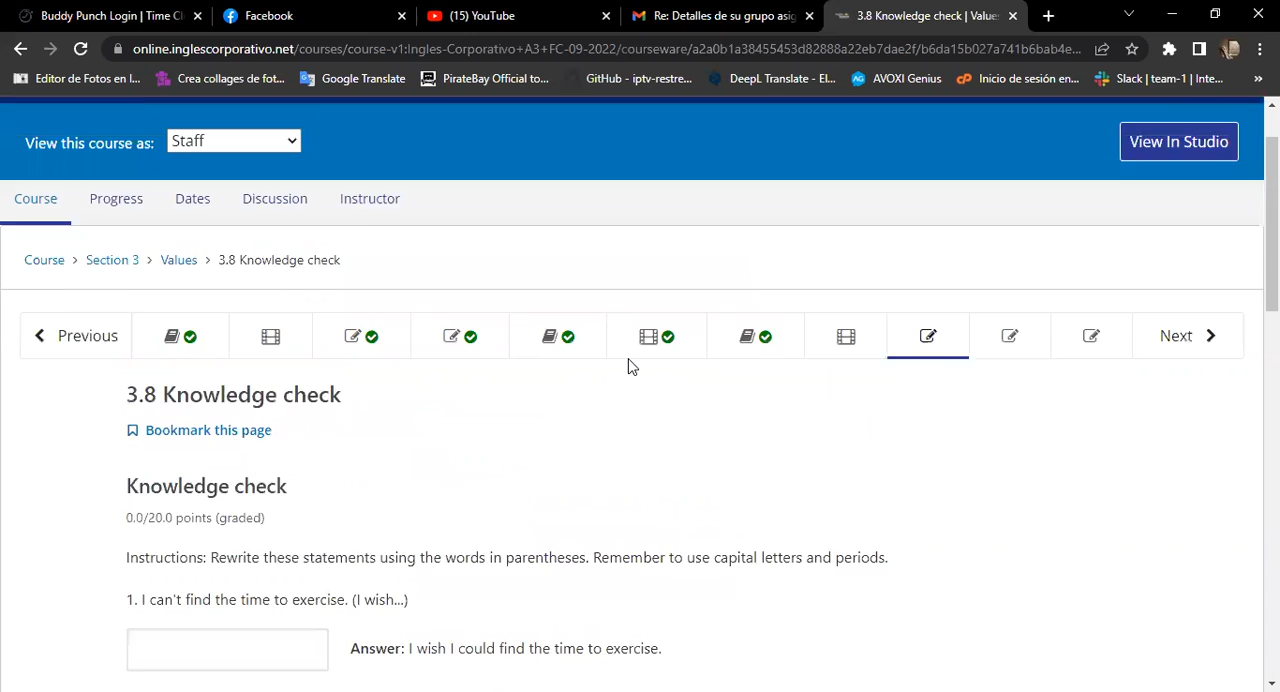 Buddy Punch Login | Time Cl
Facebook
(15) YouTube
Re: Detalles de su grupo asig
3.8 Knowledge check | Values
online.inglescorporativo.net/courses/course-v1:Ingles-Corporativo+A3+FC-09-2022/courseware/a2a0b1a38455453d82888a22eb7dae2f/b6da15b027a741b6bab4e...
Editor de Fotos en l...
Crea collages de fot...
Google Translate
PirateBay Official to...
GitHub - iptv-restre...
DeepL Translate - El...
AVOXI Genius
Inicio de sesión en...
Slack | team-1 | Inte...
»
View this course as:
Staff
View In Studio
Course
Progress
Dates
Discussion
Instructor
Course > Section 3 > Values > 3.8 Knowledge check
Previous
Next
3.8 Knowledge check
Bookmark this page
Knowledge check
0.0/20.0 points (graded)
Instructions: Rewrite these statements using the words in parentheses. Remember to use capital letters and periods.
1. I can't find the time to exercise. (I wish...)
Answer: I wish I could find the time to exercise.